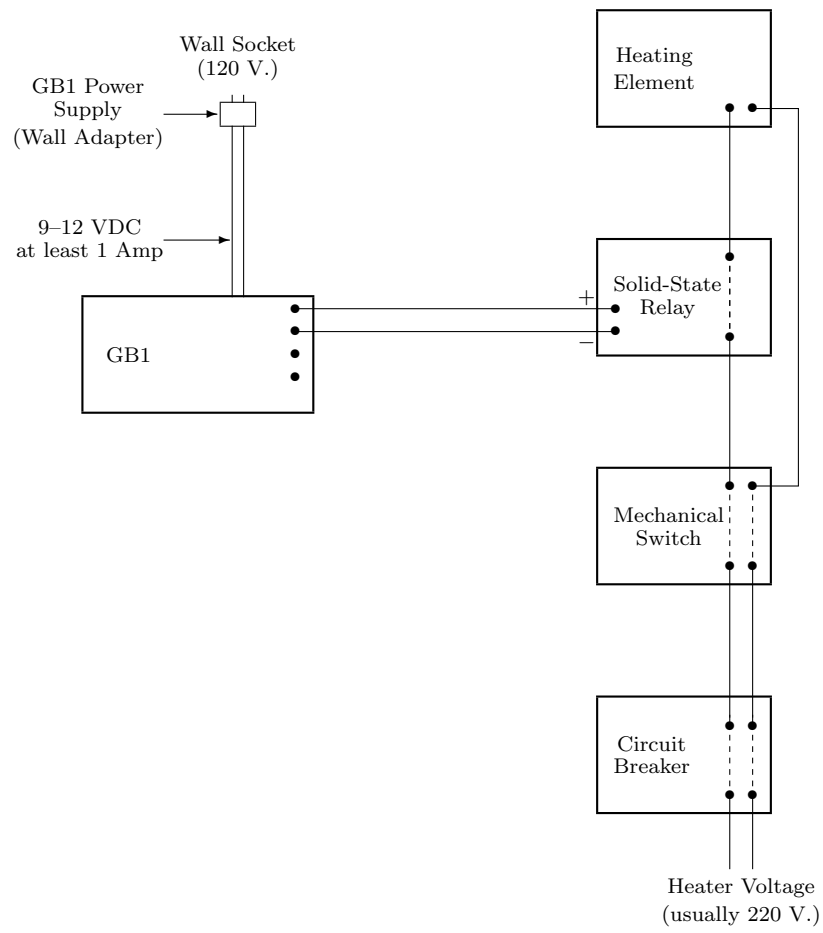 Wall Socket
(120 V.)
GB1 Power
Supply
(Wall Adapter)
9–12 VDC
at least 1 Amp
GB1
+
−
Heating
Element
Solid-State
Relay
Mechanical
Switch
Circuit
Breaker
Heater Voltage
(usually 220 V.)